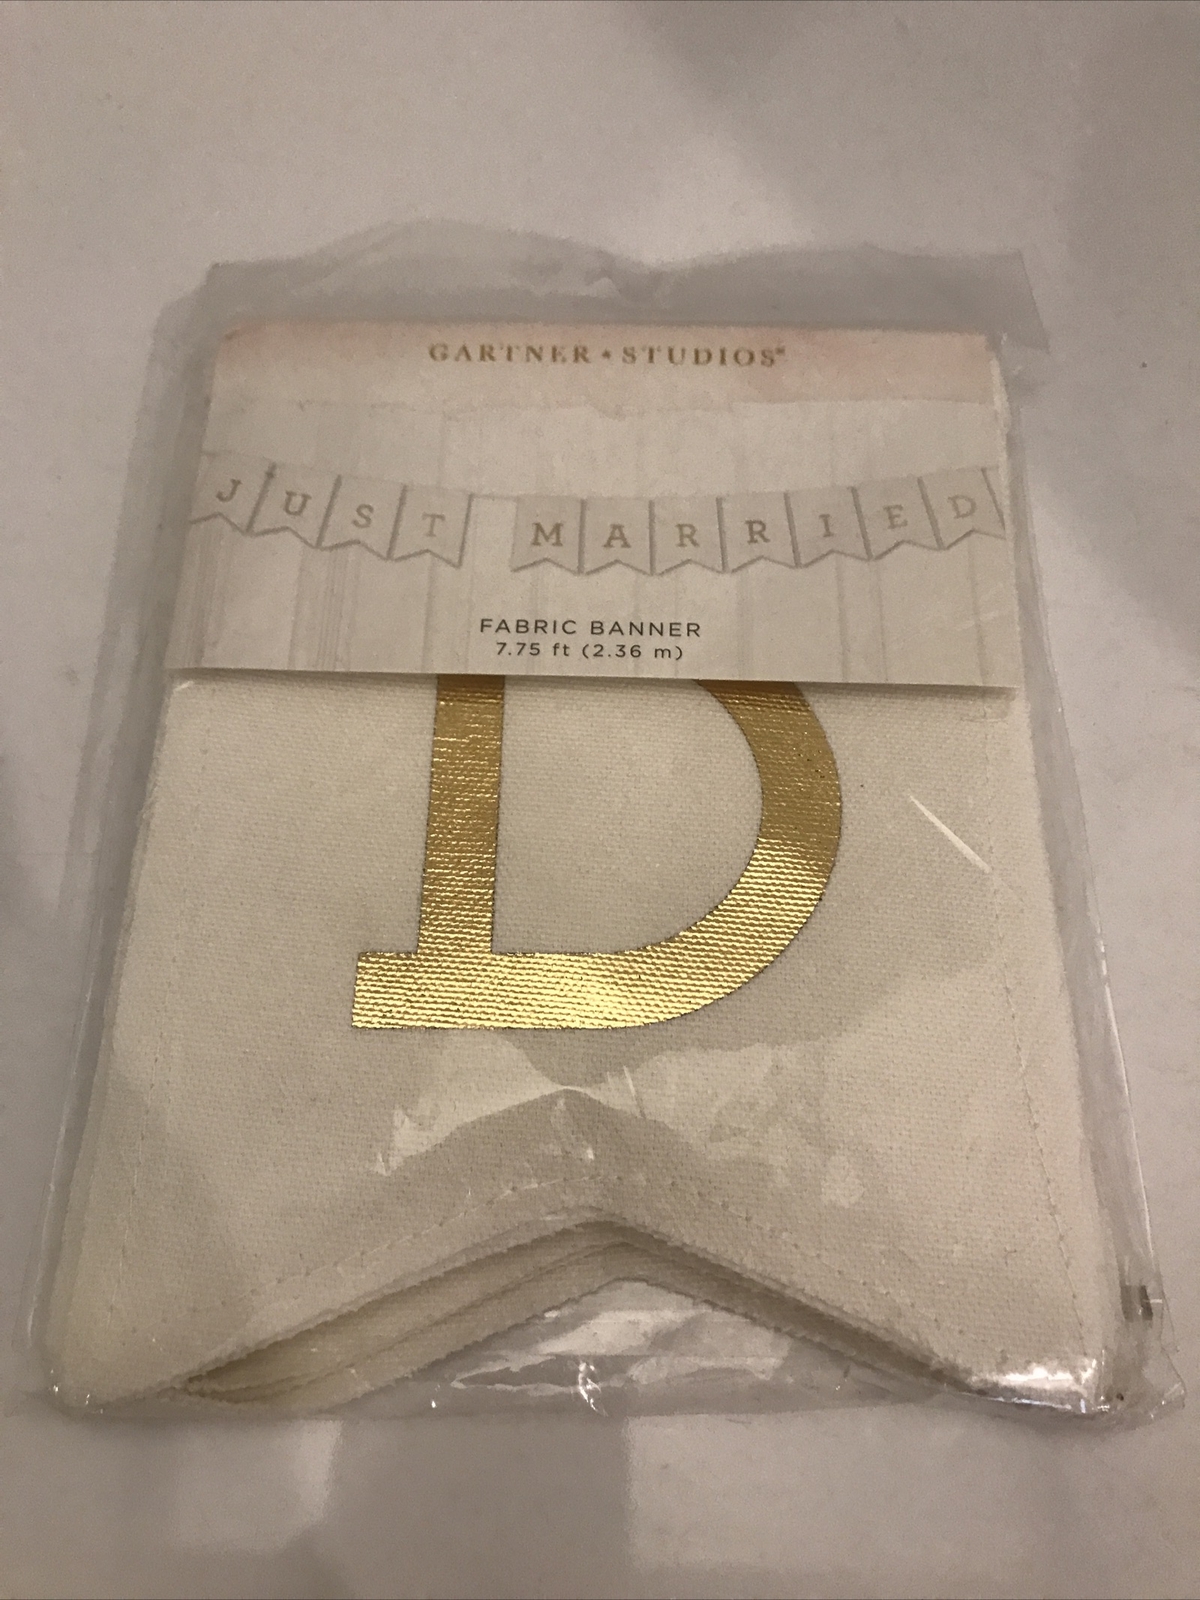 GARTNER ★ STUDIOS®
JUST MARRIED
FABRIC BANNER
7.75 ft (2.36 m)
D